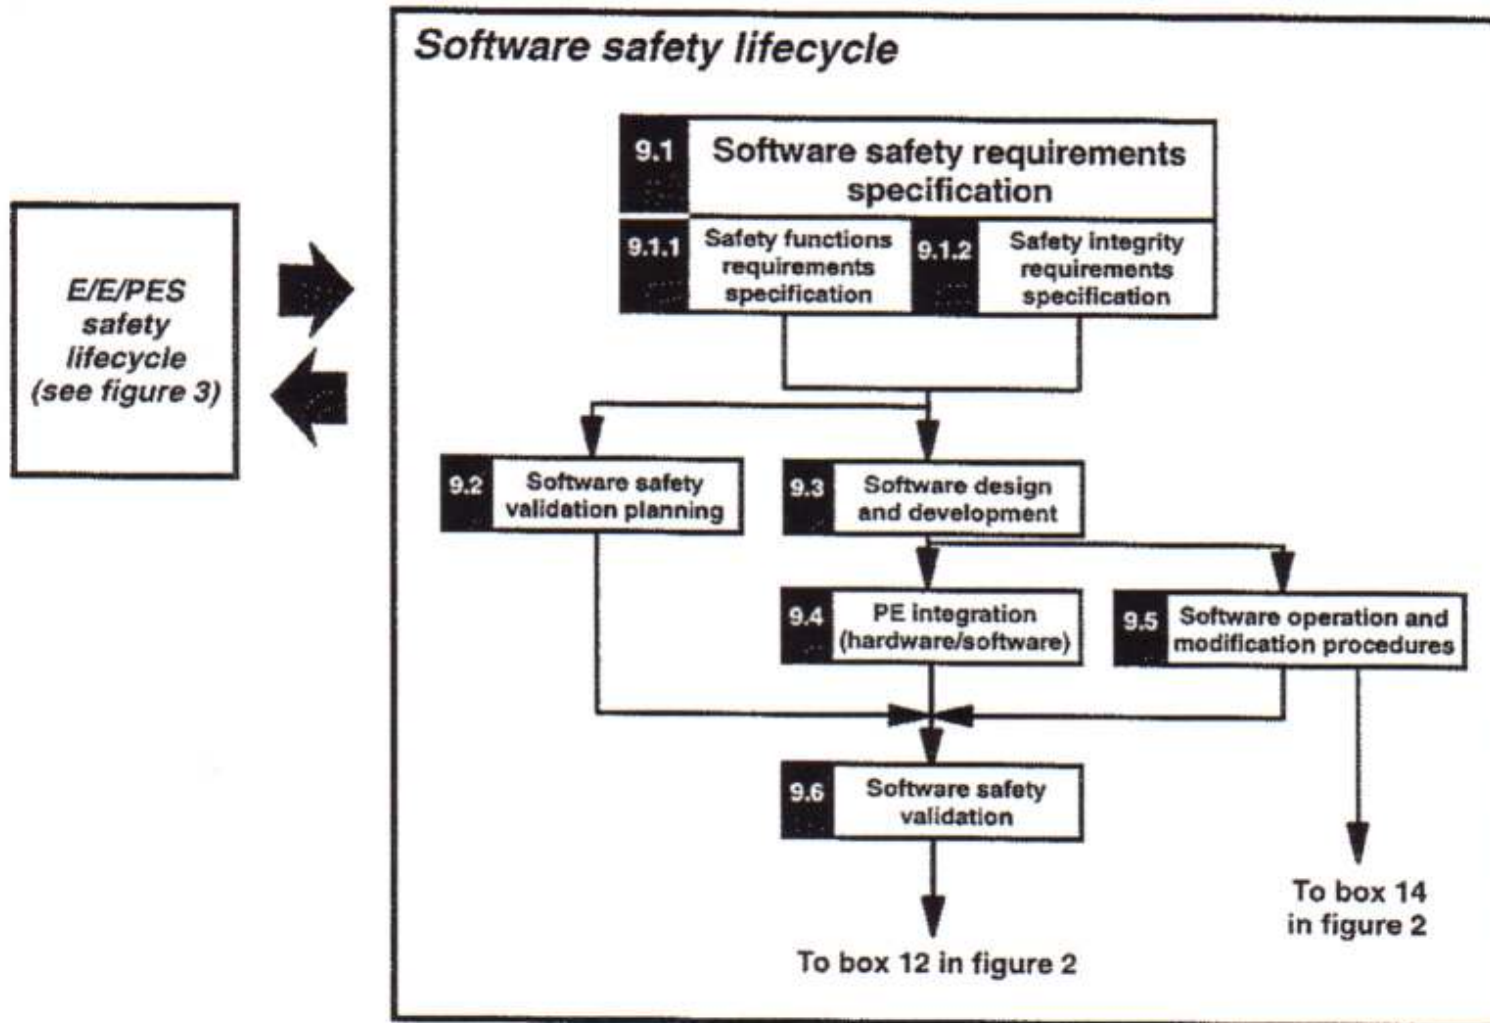 Software safety lifecycle
9.1
Software safety requirements
specification
9.1.1
Safety functions
requirements
specification
9.1.2
Safety integrity
requirements
specification
E/E/PES
safety
lifecycle
(see figure 3)
9.2
Software safety
validation planning
9.3
Software design
and development
9.4
PE integration
(hardware/software)
9.5
Software operation and
modification procedures
9.6
Software safety
validation
To box 14
in figure 2
To box 12 in figure 2